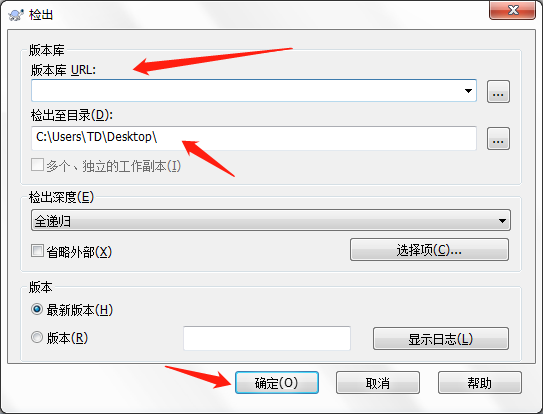 检出
版本库
版本库 URL:
...
检出至目录(D):
C:\Users\TD\Desktop\
...
多个、独立的工作副本(I)
检出深度(E)
全递归
省略外部(X)
选择项(C)...
版本
最新版本(H)
版本(R)
显示日志(L)
确定(O) 取消 帮助